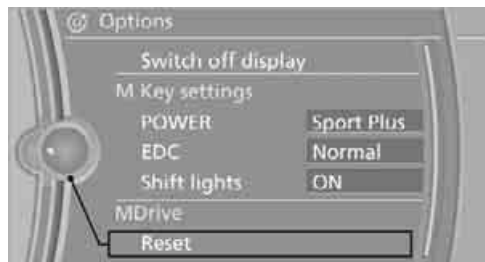 Options
Switch off display
M Key settings
POWER Sport Plus
EDC Normal
Shift lights ON
MDrive
Reset